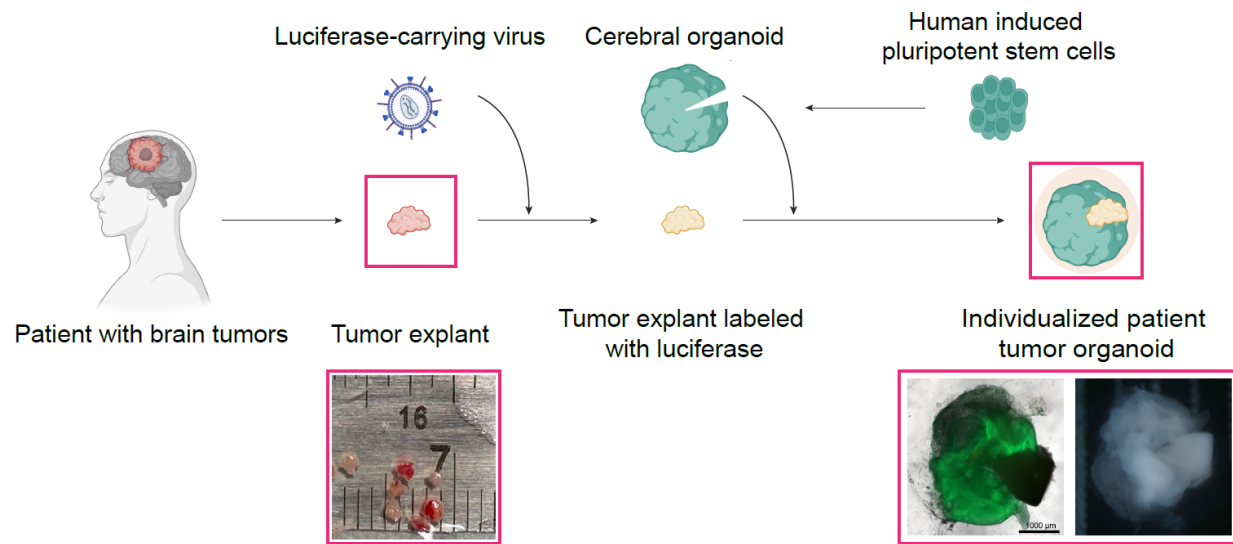 Luciferase-carrying virus
Cerebral organoid
Human induced
pluripotent stem cells
Patient with brain tumors
Tumor explant
Tumor explant labeled
with luciferase
Individualized patient
tumor organoid
16
7
1000 µm